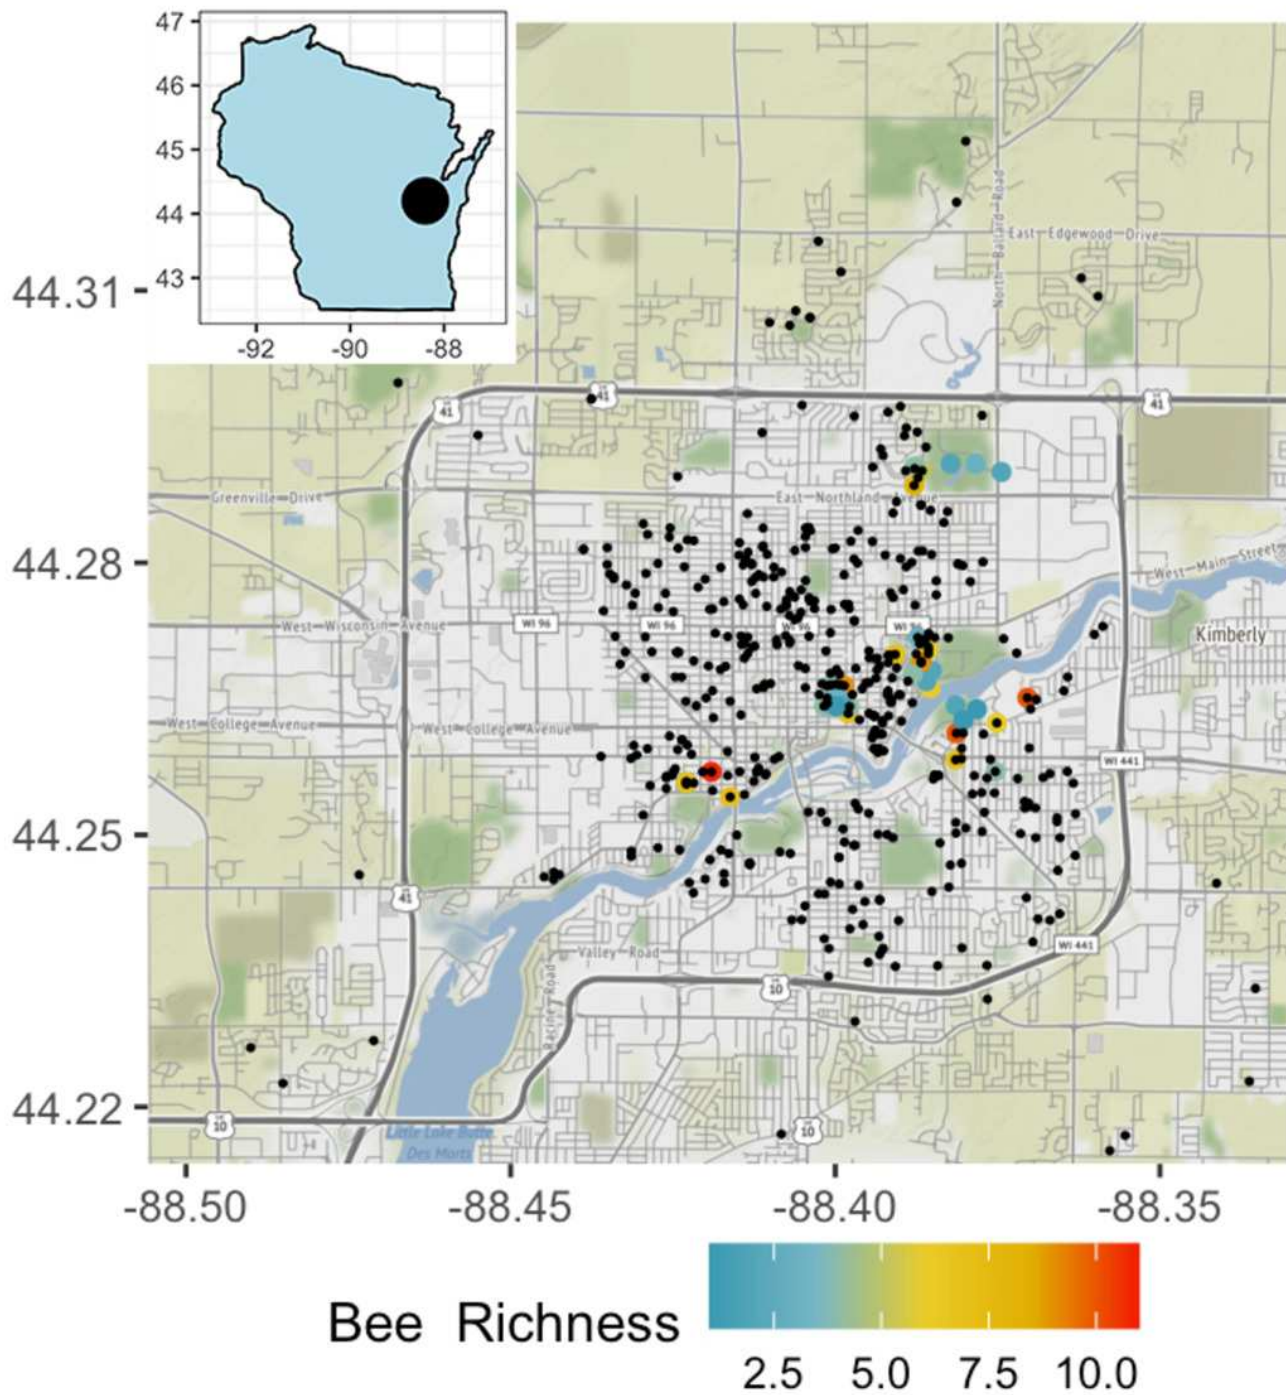 47
46
45
44
43
-92 -90 -88
44.31
44.28
44.25
44.22
North Ballard Road
East Edgewood Drive
41
41
41
Greenville Drive
East Northland Avenue
West Main Street
WI 96 WI 96 WI 96 WI 96
West Wisconsin Avenue
Kimberly
West College Avenue
West College Avenue
WI 441
41
WI 441
Valley Road
Racine Road
10
10
10
Little Lake Butte
Des Morts
-88.50 -88.45 -88.40 -88.35
Bee Richness
2.5 5.0 7.5 10.0